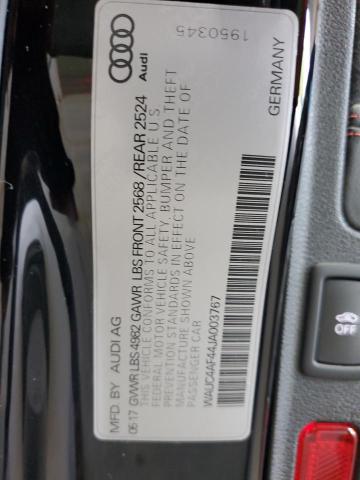 MFD. BY AUDI AG
05 17 GVWR LBS 4982 GAWR LBS FRONT 2568 / REAR 2524
THIS VEHICLE CONFORMS TO ALL APPLICABLE U S
FEDERAL MOTOR VEHICLE SAFETY, BUMPER AND THEFT
PREVENTION STANDARDS IN EFFECT ON THE DATE OF
MANUFACTURE SHOWN ABOVE
PASSENGER CAR
WAUC4AF44JA003767
Audi
1950345
GERMANY